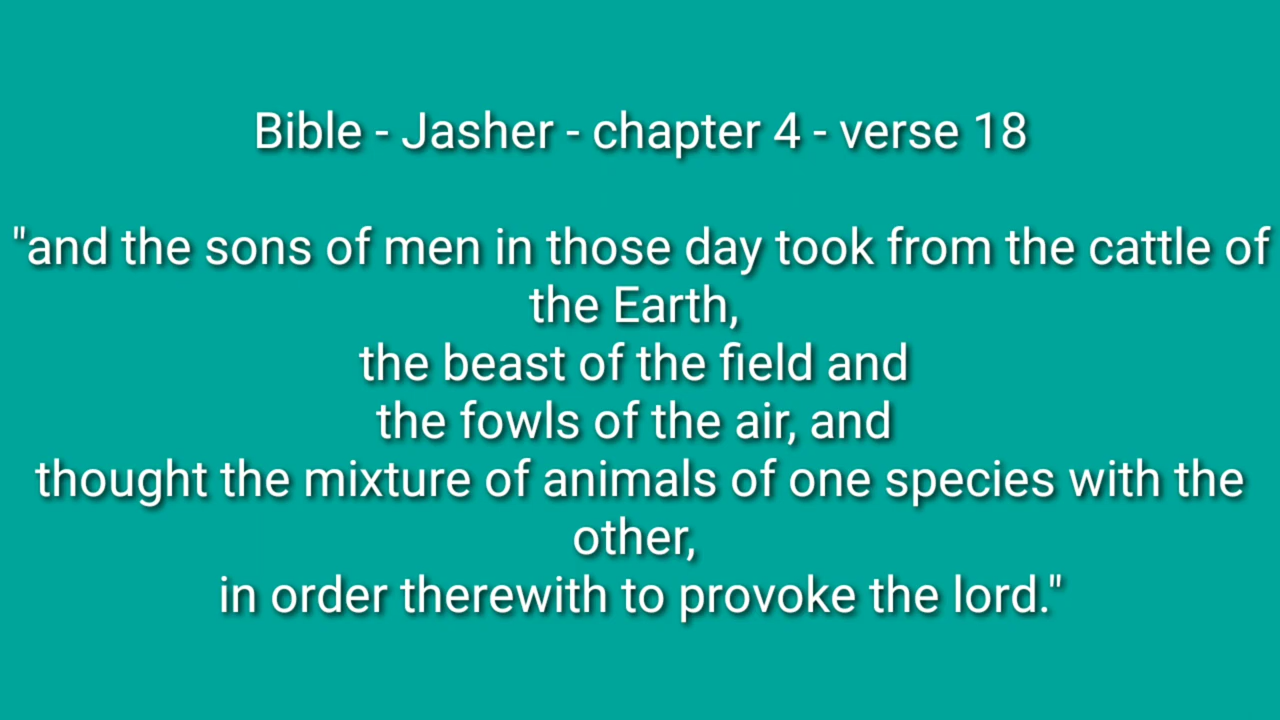 Bible - Jasher - chapter 4 - verse 18
"and the sons of men in those day took from the cattle of
the Earth,
the beast of the field and
the fowls of the air, and
thought the mixture of animals of one species with the
other,
in order therewith to provoke the lord."